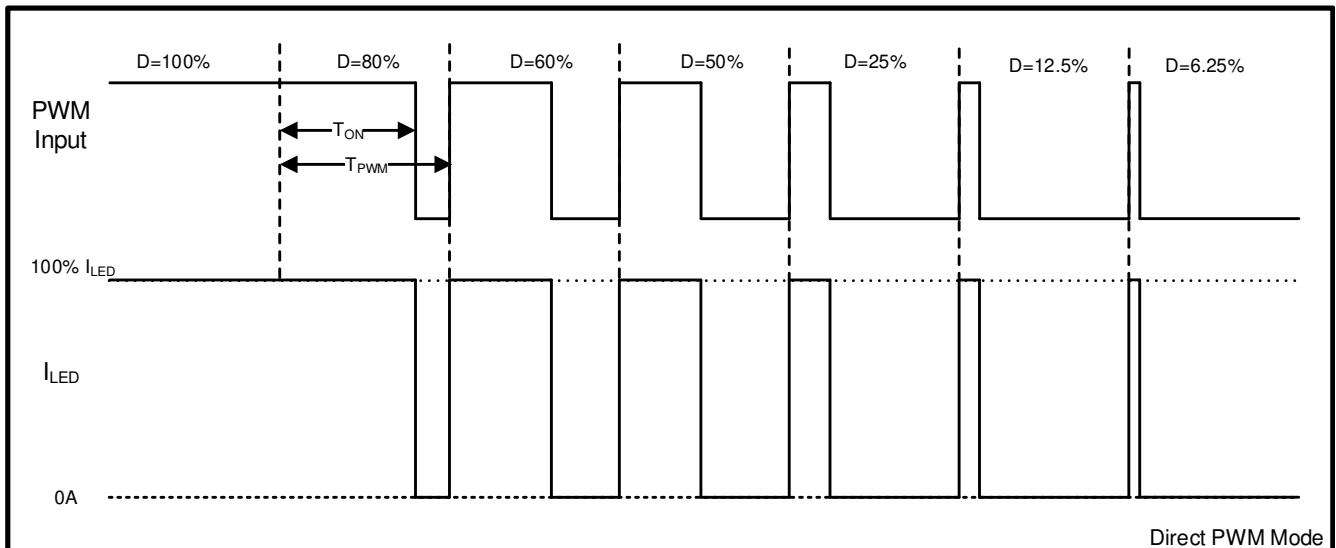 D=100% D=80% D=60% D=50% D=25% D=12.5% D=6.25%
PWM
Input
TON
TPWM
100% ILED
ILED
0A
Direct PWM Mode